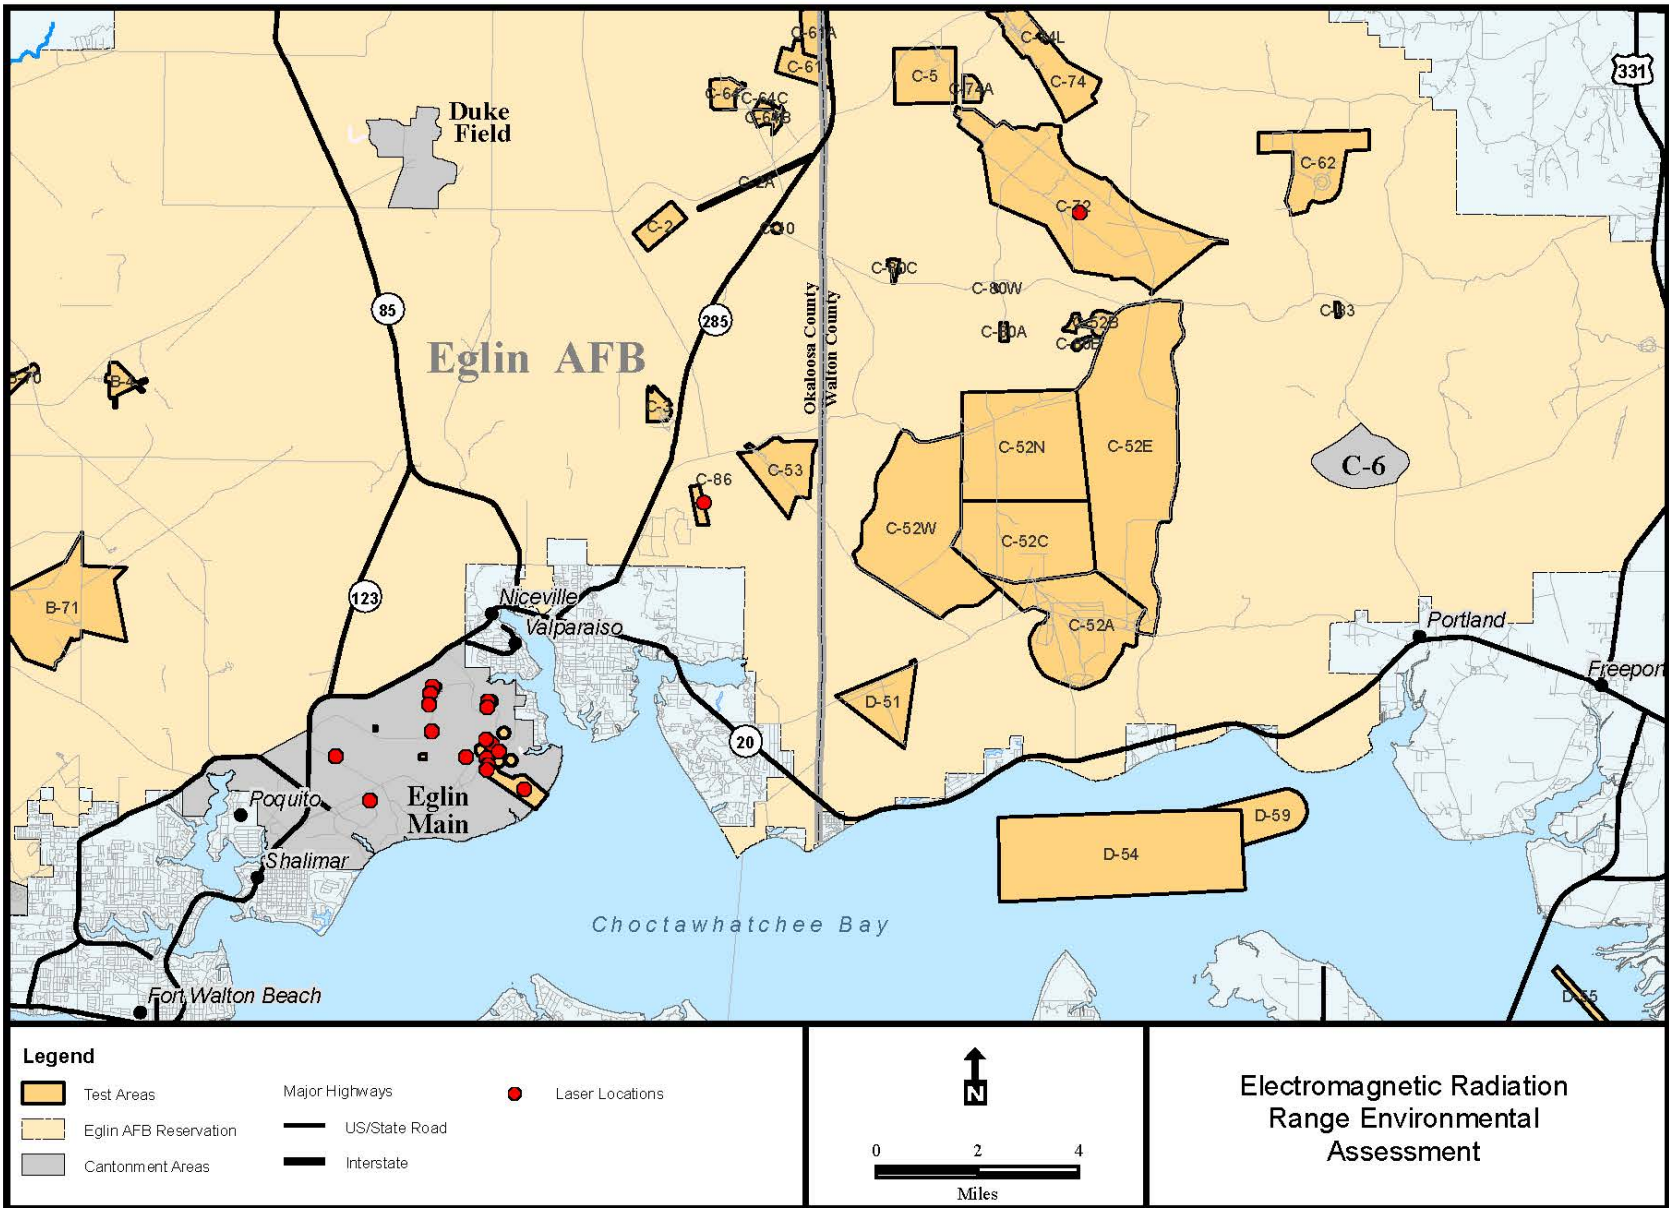 C-61A
C-61
C-64C
C-5
C-74L
C-74
C-74A
331
Duke
Field
C-62
C-2A
C-72
C-2
C-10
C-80C
C-80W
85
285
Okaloosa County
Walton County
C-80A
C-52B
Eglin AFB
C-3
C-52N
C-52E
C-6
C-53
C-86
C-52W
C-52C
B-71
123
Niceville
Valparaiso
C-52A
Portland
Freepor
D-51
20
Poquito
Eglin
Main
D-59
D-54
Shalimar
Choctawhatchee Bay
Fort Walton Beach
D-55
Legend
Test Areas
Eglin AFB Reservation
Cantonment Areas
Major Highways
US/State Road
Interstate
Laser Locations
N
0 2 4
Miles
Electromagnetic Radiation
Range Environmental
Assessment